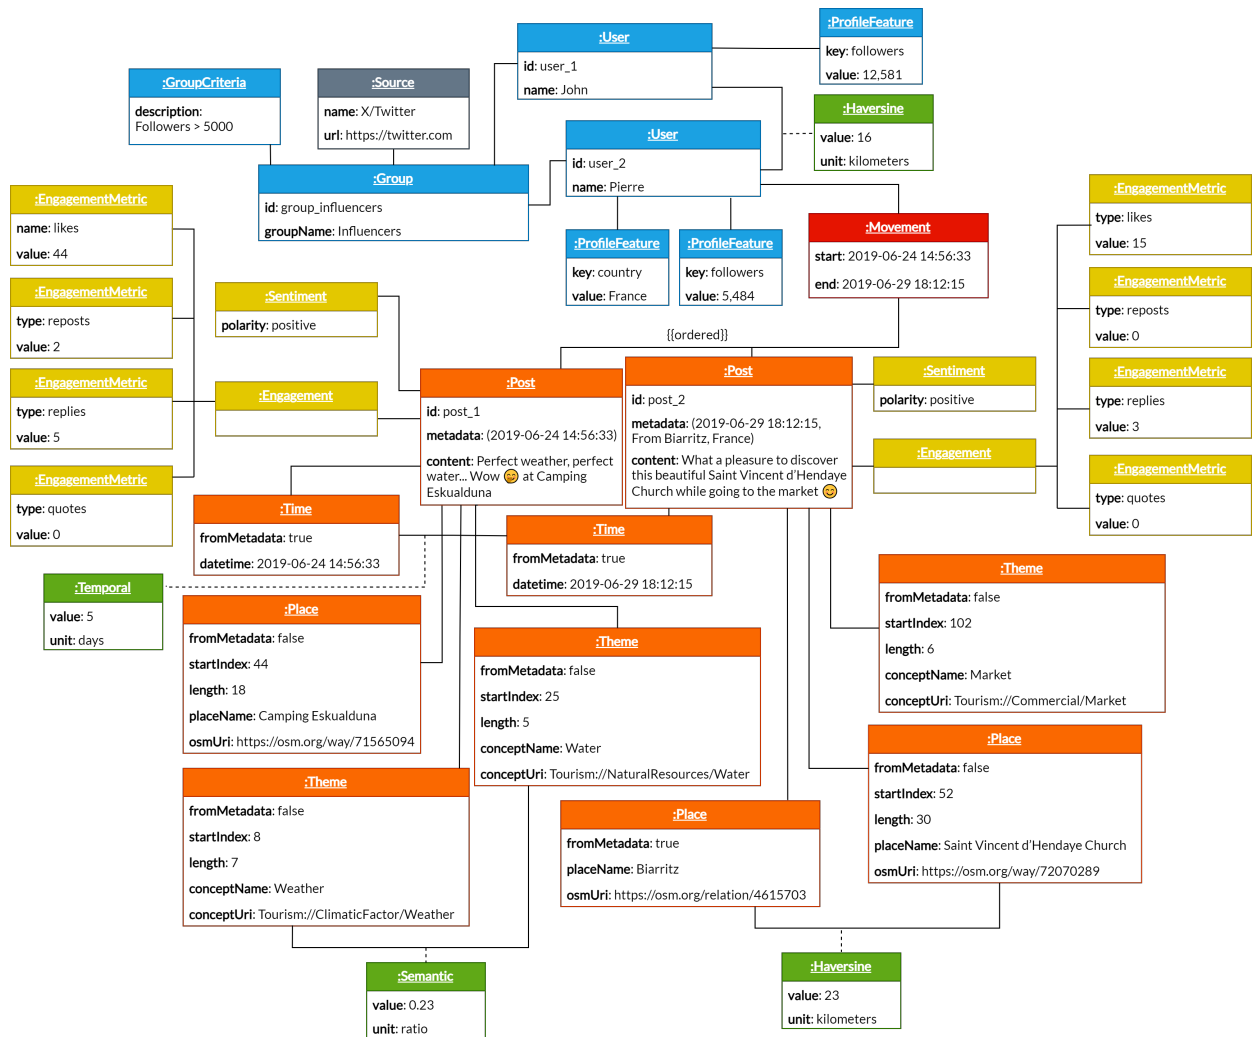 :User
id: user_1
name: John
:ProfileFeature
key: followers
value: 12,581
:GroupCriteria
description:
Followers > 5000
:Source
name: X/Twitter
url: https://twitter.com
:Haversine
value: 16
unit: kilometers
:User
id: user_2
name: Pierre
:Group
id: group_influencers
groupName: Influencers
:EngagementMetric
name: likes
value: 44
:EngagementMetric
type: likes
value: 15
:ProfileFeature
key: country
value: France
:ProfileFeature
key: followers
value: 5,484
:Movement
start: 2019-06-24 14:56:33
end: 2019-06-29 18:12:15
:EngagementMetric
type: reposts
value: 2
:Sentiment
polarity: positive
:EngagementMetric
type: reposts
value: 0
{{ordered}}
:EngagementMetric
type: replies
value: 5
:Engagement
:Post
id: post_1
metadata: (2019-06-24 14:56:33)
content: Perfect weather, perfect
water... Wow 😊 at Camping
Eskualduna
:Post
id: post_2
metadata: (2019-06-29 18:12:15,
From Biarritz, France)
content: What a pleasure to discover
this beautiful Saint Vincent d'Hendaye
Church while going to the market 😊
:Sentiment
polarity: positive
:Engagement
:EngagementMetric
type: replies
value: 3
:EngagementMetric
type: quotes
value: 0
:EngagementMetric
type: quotes
value: 0
:Time
fromMetadata: true
datetime: 2019-06-24 14:56:33
:Time
fromMetadata: true
datetime: 2019-06-29 18:12:15
:Temporal
value: 5
unit: days
:Place
fromMetadata: false
startIndex: 44
length: 18
placeName: Camping Eskualduna
osmUri: https://osm.org/way/71565094
:Theme
fromMetadata: false
startIndex: 25
length: 5
conceptName: Water
conceptUri: Tourism://NaturalResources/Water
:Theme
fromMetadata: false
startIndex: 102
length: 6
conceptName: Market
conceptUri: Tourism://Commercial/Market
:Theme
fromMetadata: false
startIndex: 8
length: 7
conceptName: Weather
conceptUri: Tourism://ClimaticFactor/Weather
:Place
fromMetadata: true
placeName: Biarritz
osmUri: https://osm.org/relation/4615703
:Place
fromMetadata: false
startIndex: 52
length: 30
placeName: Saint Vincent d'Hendaye Church
osmUri: https://osm.org/way/72070289
:Semantic
value: 0.23
unit: ratio
:Haversine
value: 23
unit: kilometers